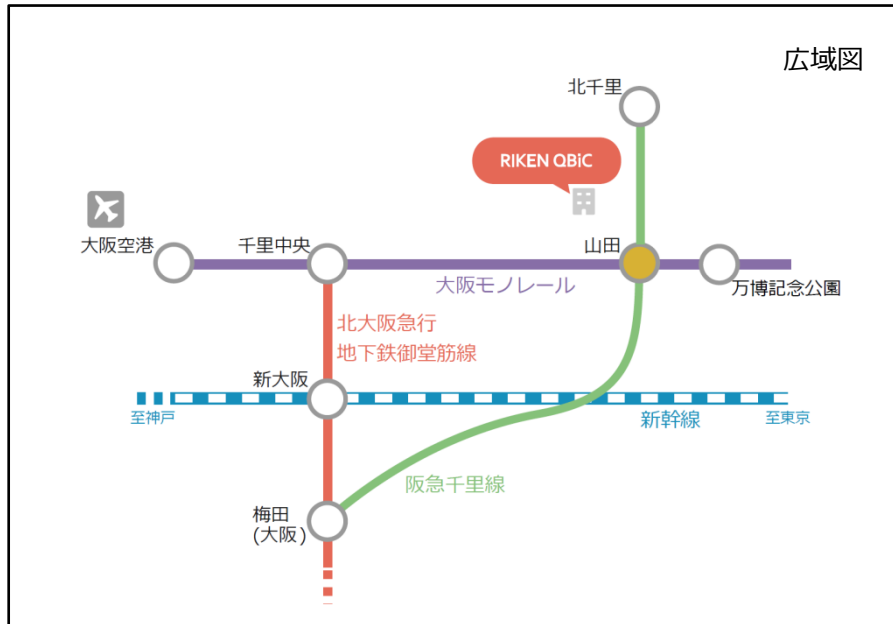 広域図
北千里
RIKEN QBiC
大阪空港
千里中央
山田
大阪モノレール
万博記念公園
北大阪急行
地下鉄御堂筋線
新大阪
至神戸
新幹線
至東京
阪急千里線
梅田
(大阪)